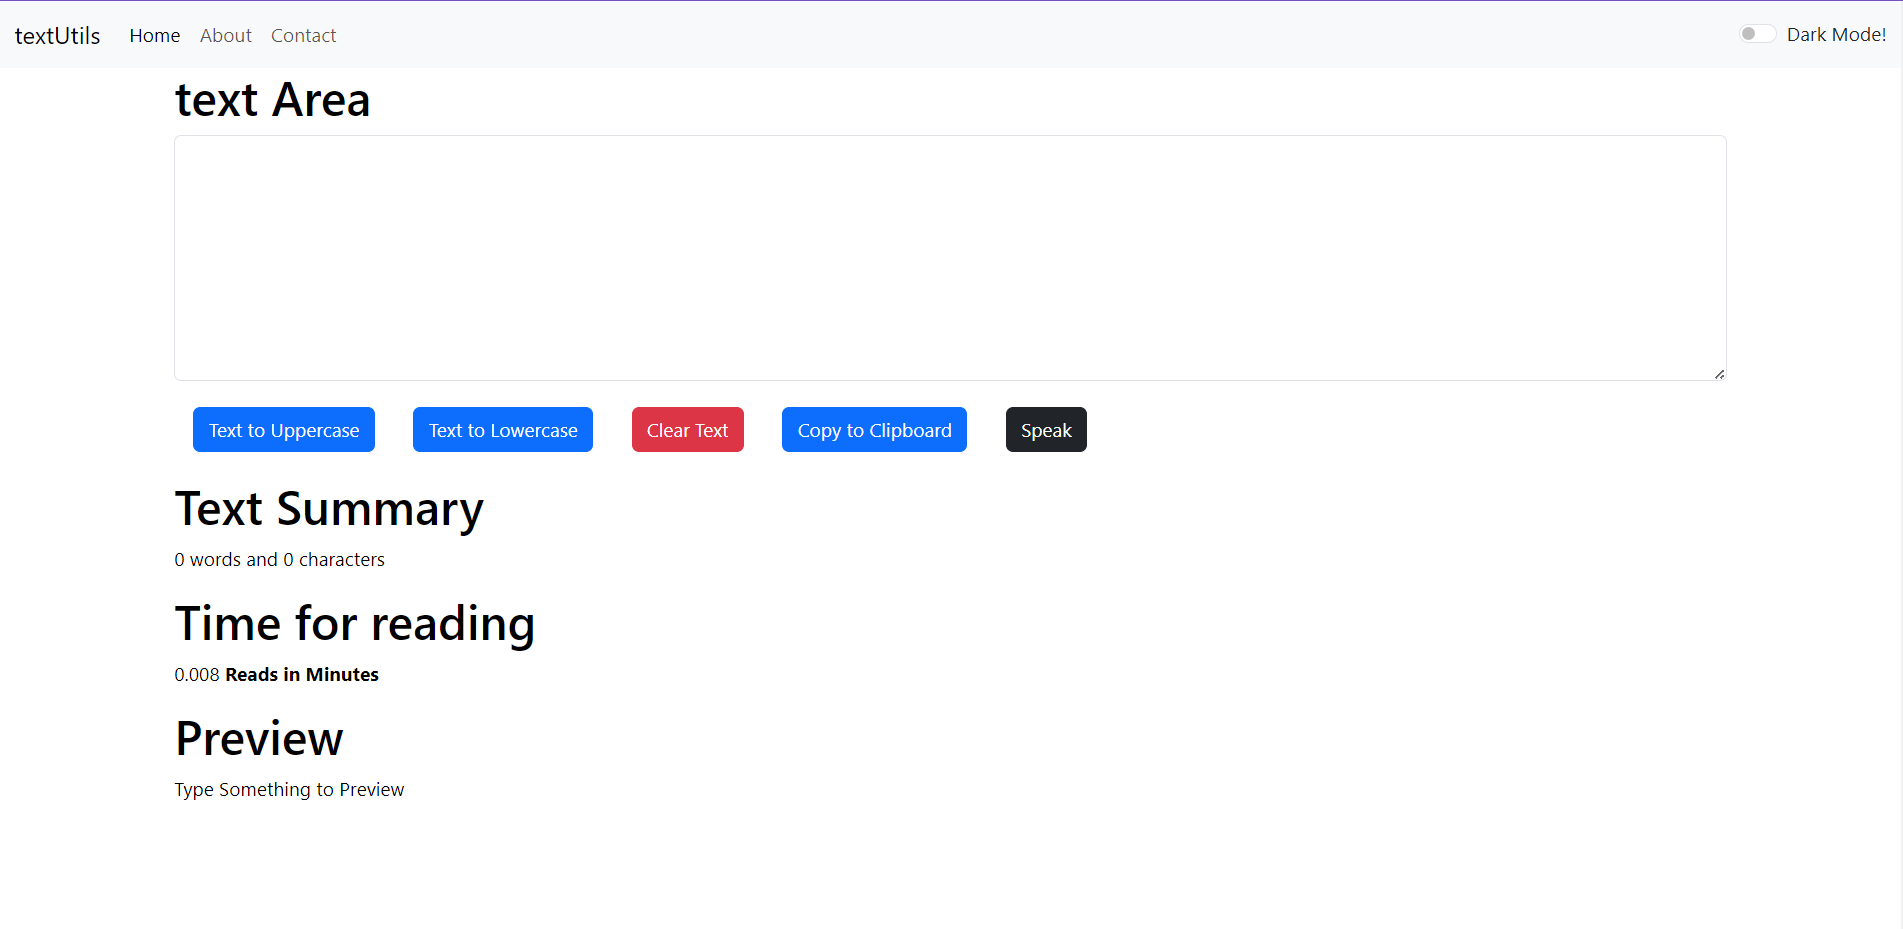 textUtils Home About Contact Dark Mode!
text Area
Text to Uppercase Text to Lowercase Clear Text Copy to Clipboard Speak
Text Summary
0 words and 0 characters
Time for reading
0.008 Reads in Minutes
Preview
Type Something to Preview